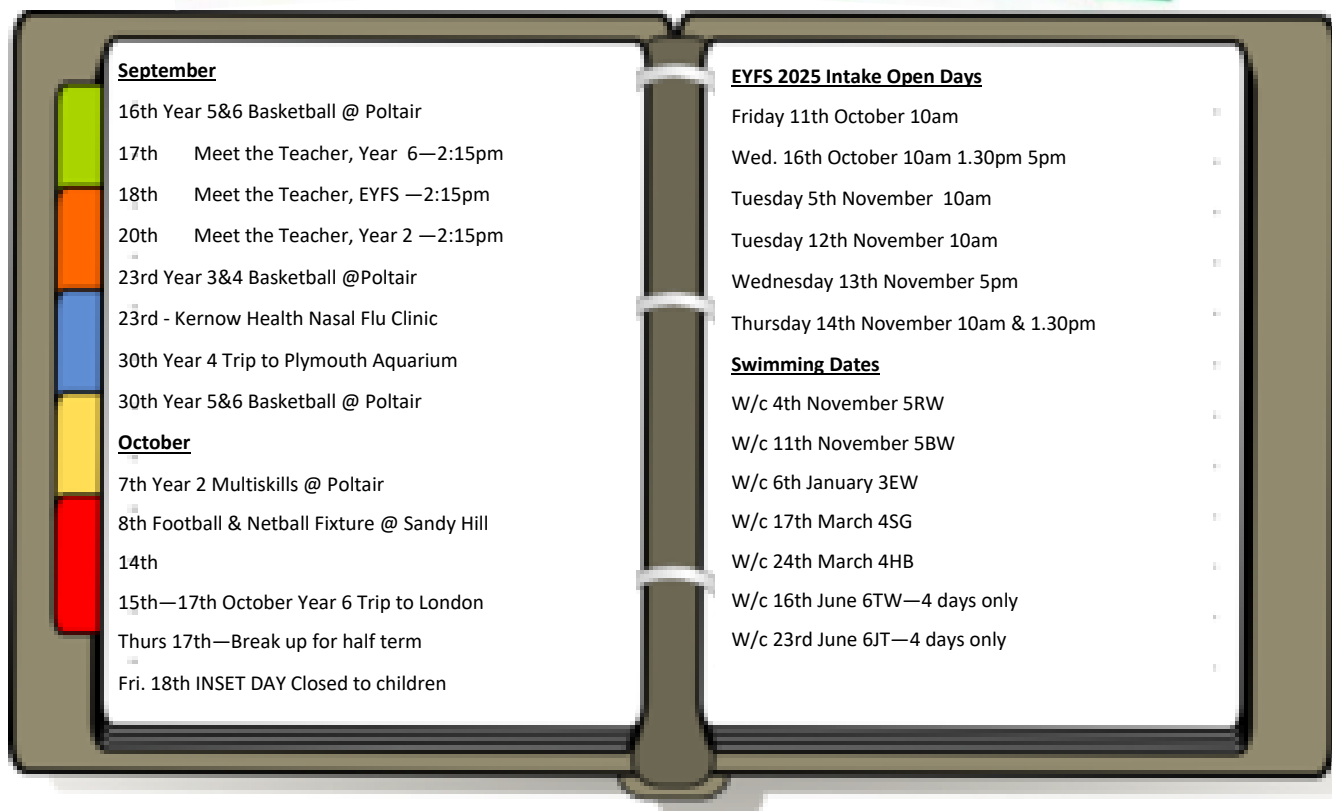 September
16th Year 5&6 Basketball @ Poltair
17th Meet the Teacher, Year 6—2:15pm
18th Meet the Teacher, EYFS —2:15pm
20th Meet the Teacher, Year 2 —2:15pm
23rd Year 3&4 Basketball @Poltair
23rd - Kernow Health Nasal Flu Clinic
30th Year 4 Trip to Plymouth Aquarium
30th Year 5&6 Basketball @ Poltair
October
7th Year 2 Multiskills @ Poltair
8th Football & Netball Fixture @ Sandy Hill
14th
15th—17th October Year 6 Trip to London
Thurs 17th—Break up for half term
Fri. 18th INSET DAY Closed to children
EYFS 2025 Intake Open Days
Friday 11th October 10am
Wed. 16th October 10am 1.30pm 5pm
Tuesday 5th November 10am
Tuesday 12th November 10am
Wednesday 13th November 5pm
Thursday 14th November 10am & 1.30pm
Swimming Dates
W/c 4th November 5RW
W/c 11th November 5BW
W/c 6th January 3EW
W/c 17th March 4SG
W/c 24th March 4HB
W/c 16th June 6TW—4 days only
W/c 23rd June 6JT—4 days only